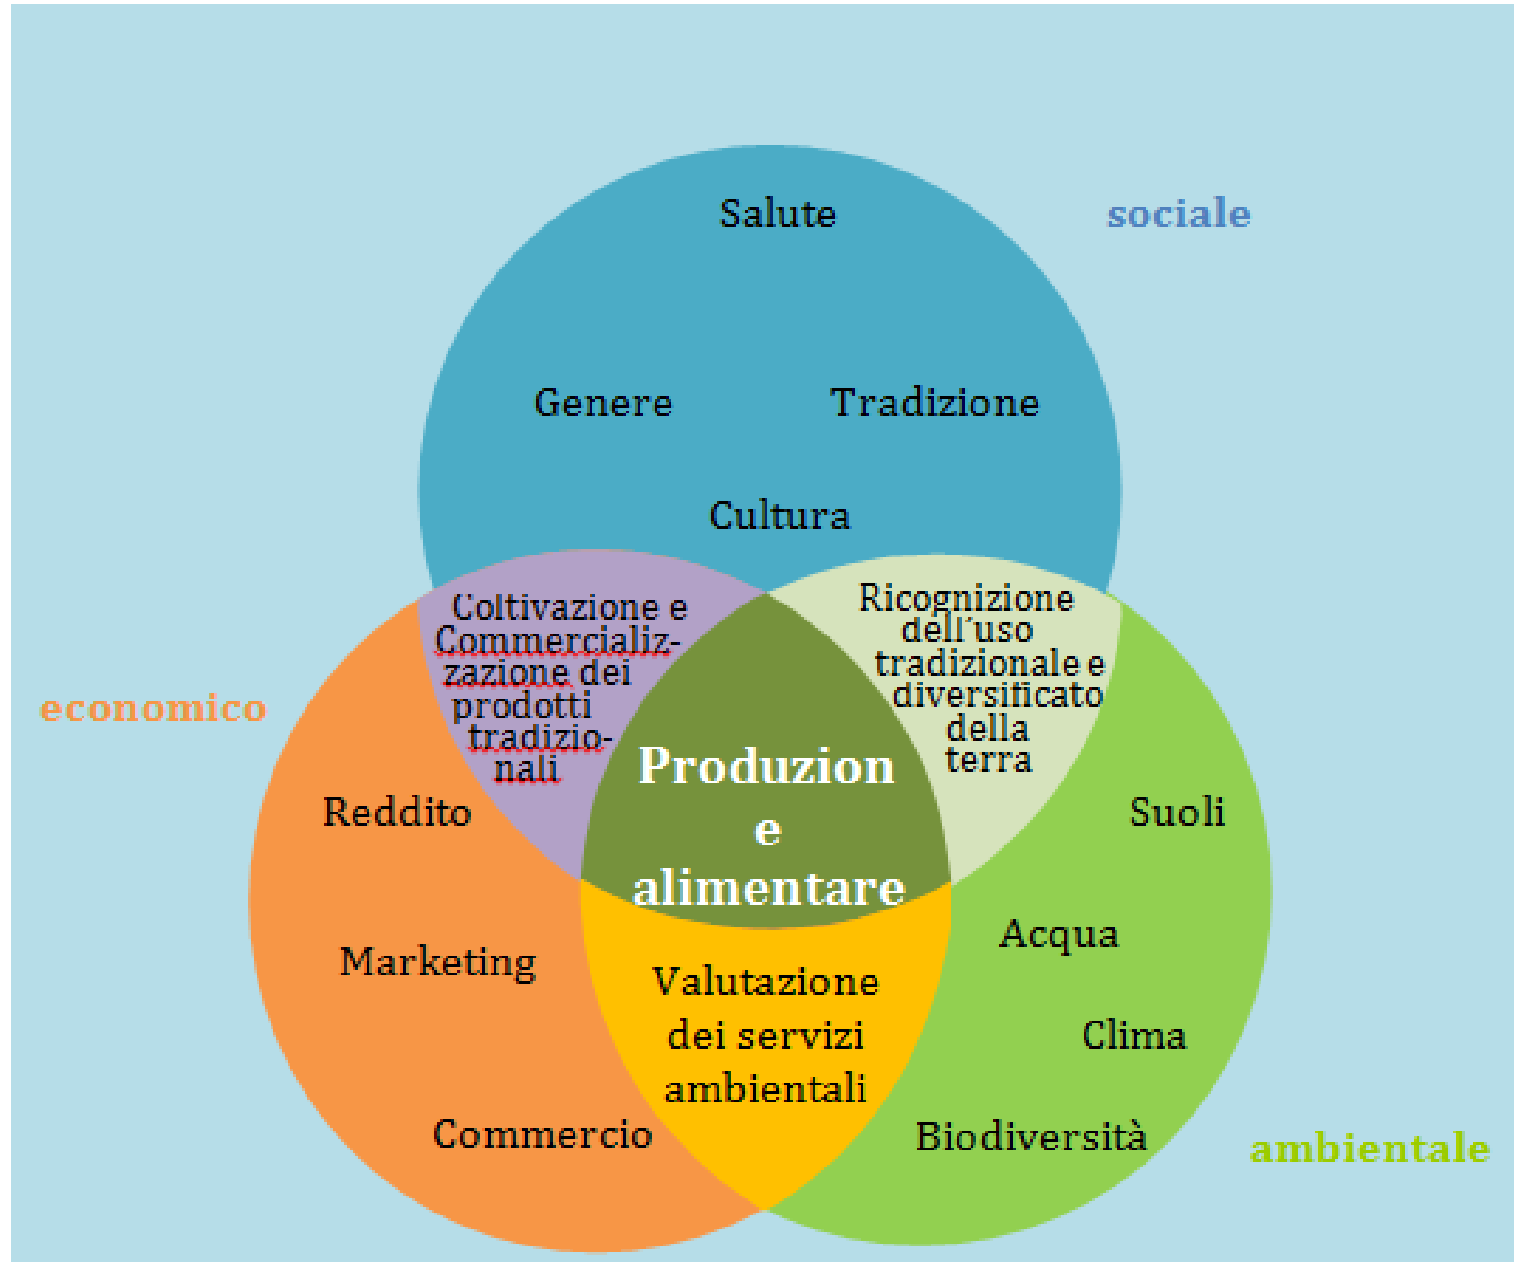 Salute
sociale
Genere
Tradizione
Cultura
Coltivazione e
Commercializ-
zazione dei
prodotti
tradizio-
nali
Ricognizione
dell'uso
tradizionale e
diversificato
della
terra
economico
Produzion
e
alimentare
Reddito
Marketing
Commercio
Suoli
Acqua
Clima
Biodiversità
Valutazione
dei servizi
ambientali
ambientale